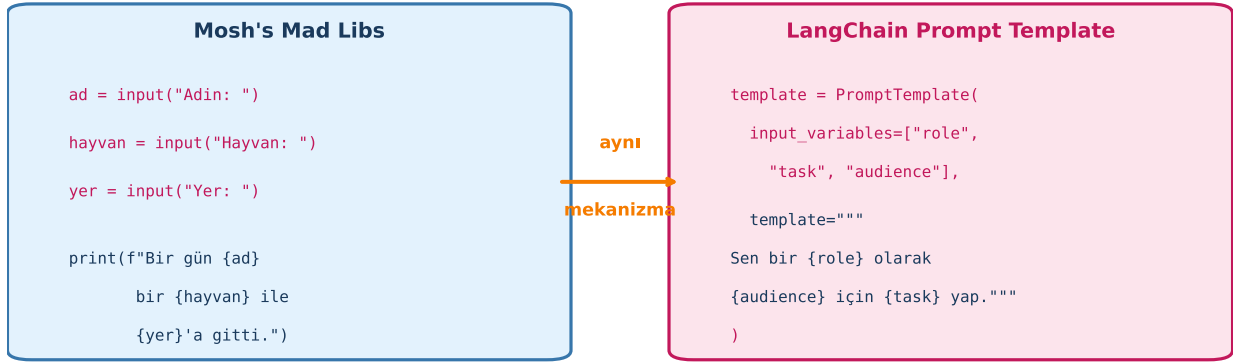 Mosh's Mad Libs
ad = input("Adin: ")
hayvan = input("Hayvan: ")
yer = input("Yer: ")
print(f"Bir gün {ad}
bir {hayvan} ile
{yer}'a gitti.")
aynı
mekanizma
LangChain Prompt Template
template = PromptTemplate(
input_variables=["role",
"task", "audience"],
template="""
Sen bir {role} olarak
{audience} için {task} yap."""
)